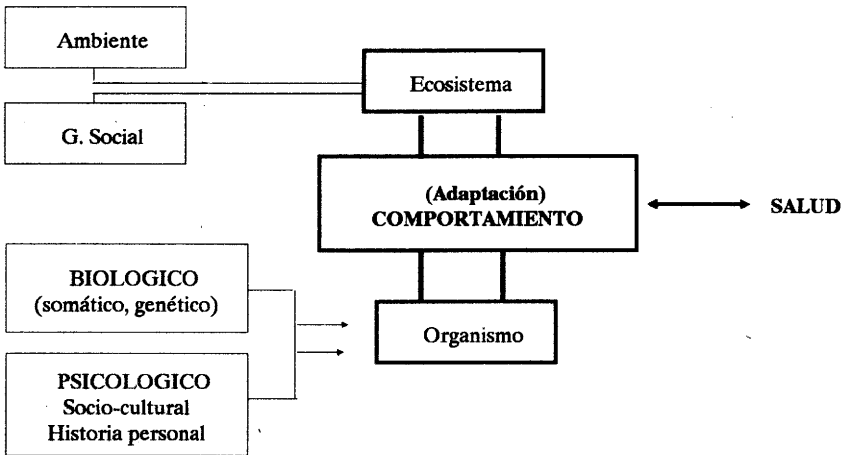 Ambiente
G. Social
Ecosistema
(Adaptación)
COMPORTAMIENTO
SALUD
BIOLOGICO
(somático, genético)
Organismo
PSICOLOGICO
Socio-cultural
Historia personal